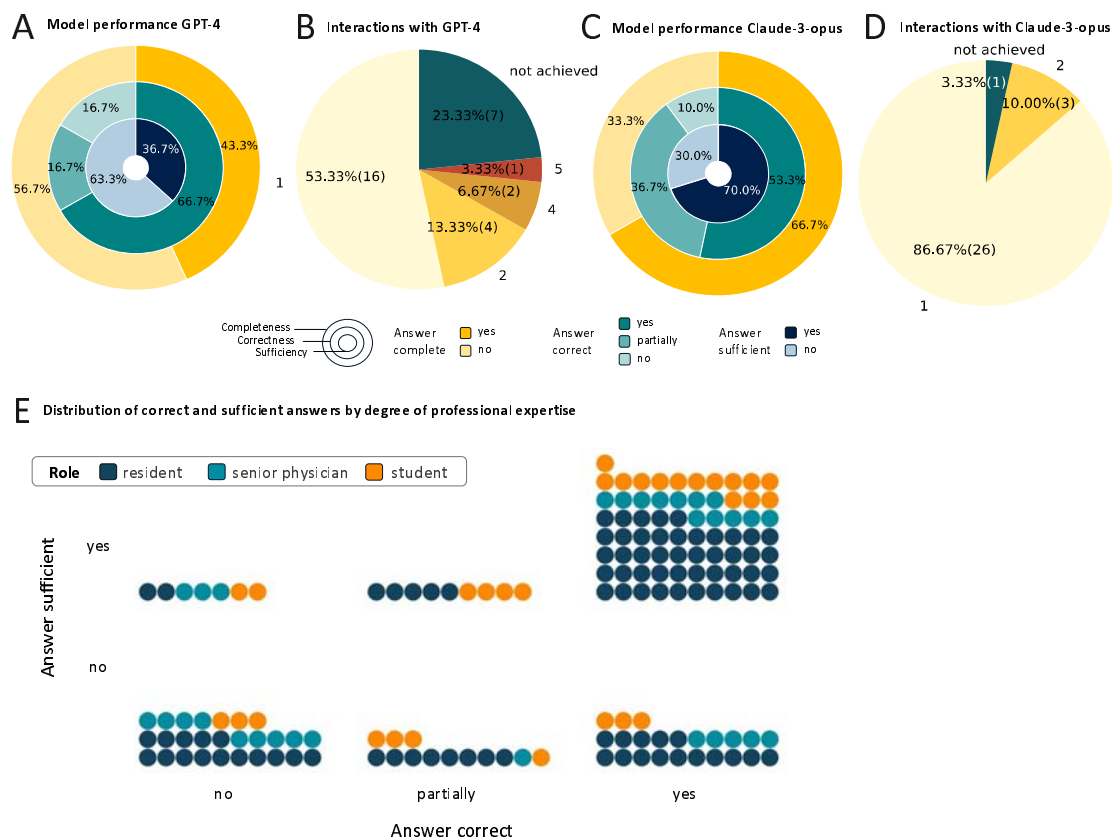 A Model performance GPT-4
16.7%
36.7%
43.3%
16.7%
63.3%
56.7%
66.7%
B Interactions with GPT-4
not achieved
23.33%(7)
3.33%(1)
5
53.33%(16)
1
6.67%(2)
4
13.33%(4)
2
C Model performance Claude-3-opus
10.0%
33.3%
30.0%
53.3%
36.7%
70.0%
66.7%
D Interactions with Claude-3-opus
not achieved
2
3.33%(1)
10.00%(3)
86.67%(26)
1
Completeness
Correctness
Sufficiency
Answer complete
yes
no
Answer correct
yes
partially
no
Answer sufficient
yes
no
E Distribution of correct and sufficient answers by degree of professional expertise
Role resident senior physician student
Answer sufficient
yes
no
no partially yes
Answer correct